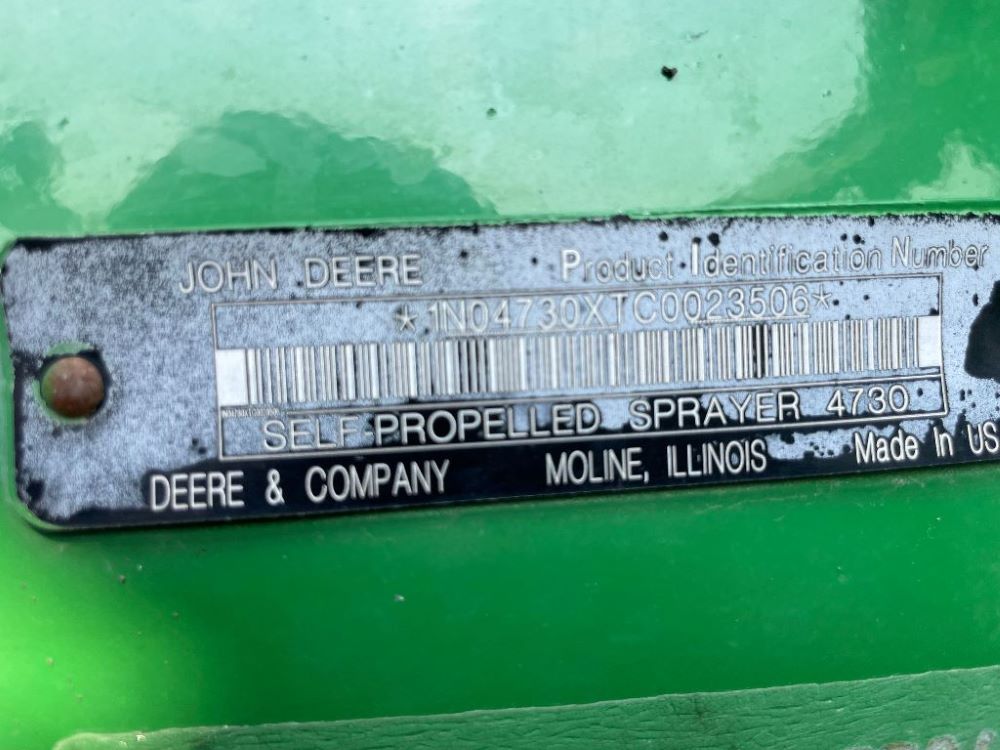 JOHN DEERE Product Identification Number
*1N04730XTC0023506*
SELF-PROPELLED SPRAYER 4730
DEERE & COMPANY MOLINE, ILLINOIS Made In US